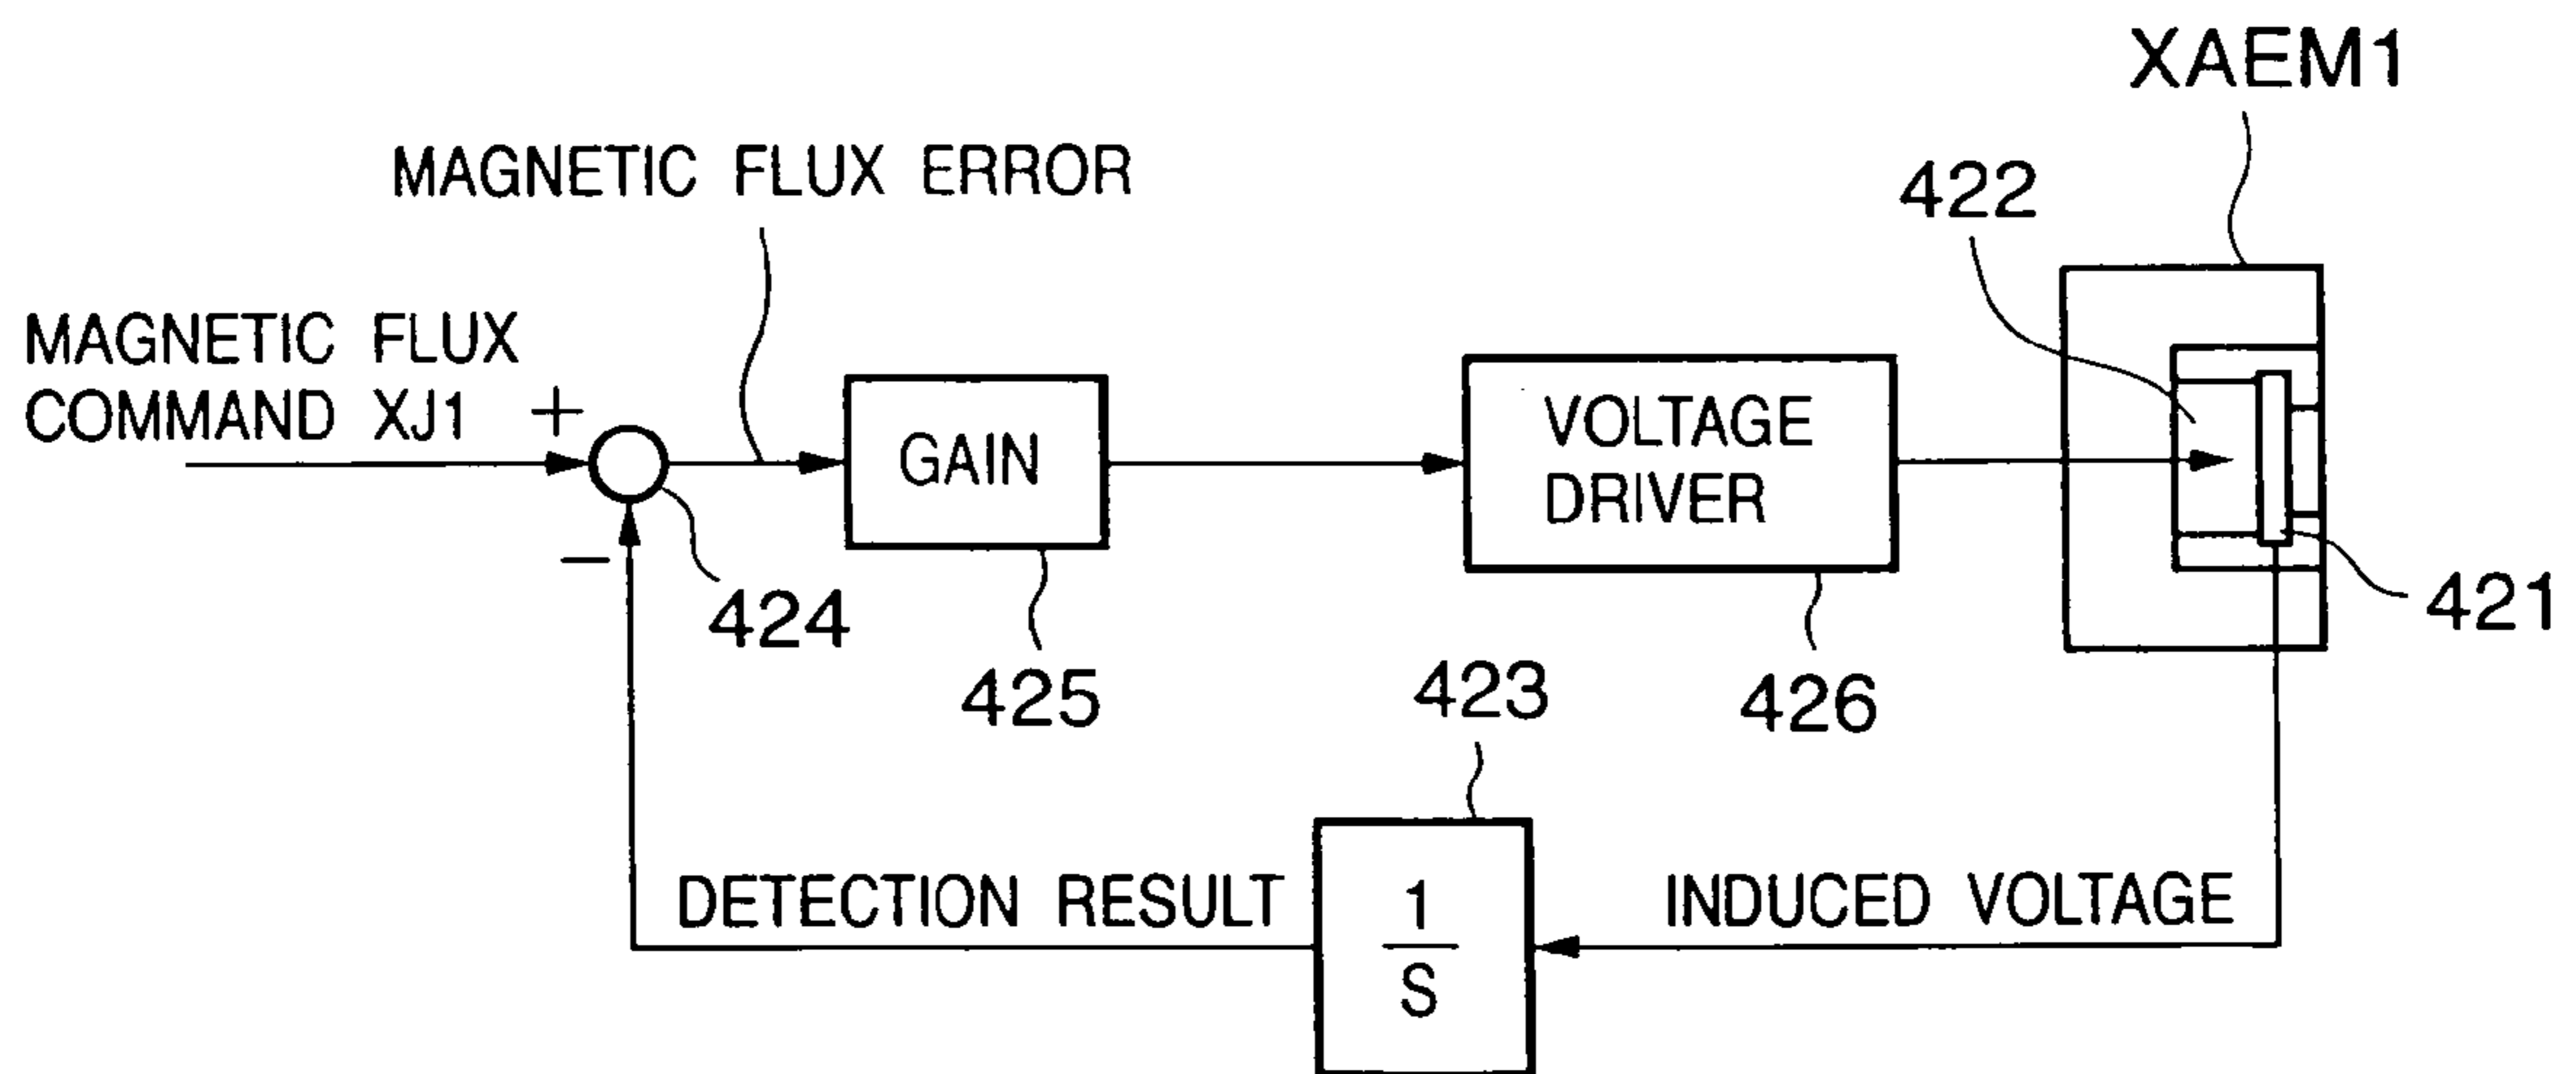 XAEM1
MAGNETIC FLUX ERROR
422
MAGNETIC FLUX
COMMAND XJ1
+
GAIN
VOLTAGE
DRIVER
−
424
425
423
426
421
DETECTION RESULT
1
S
INDUCED VOLTAGE